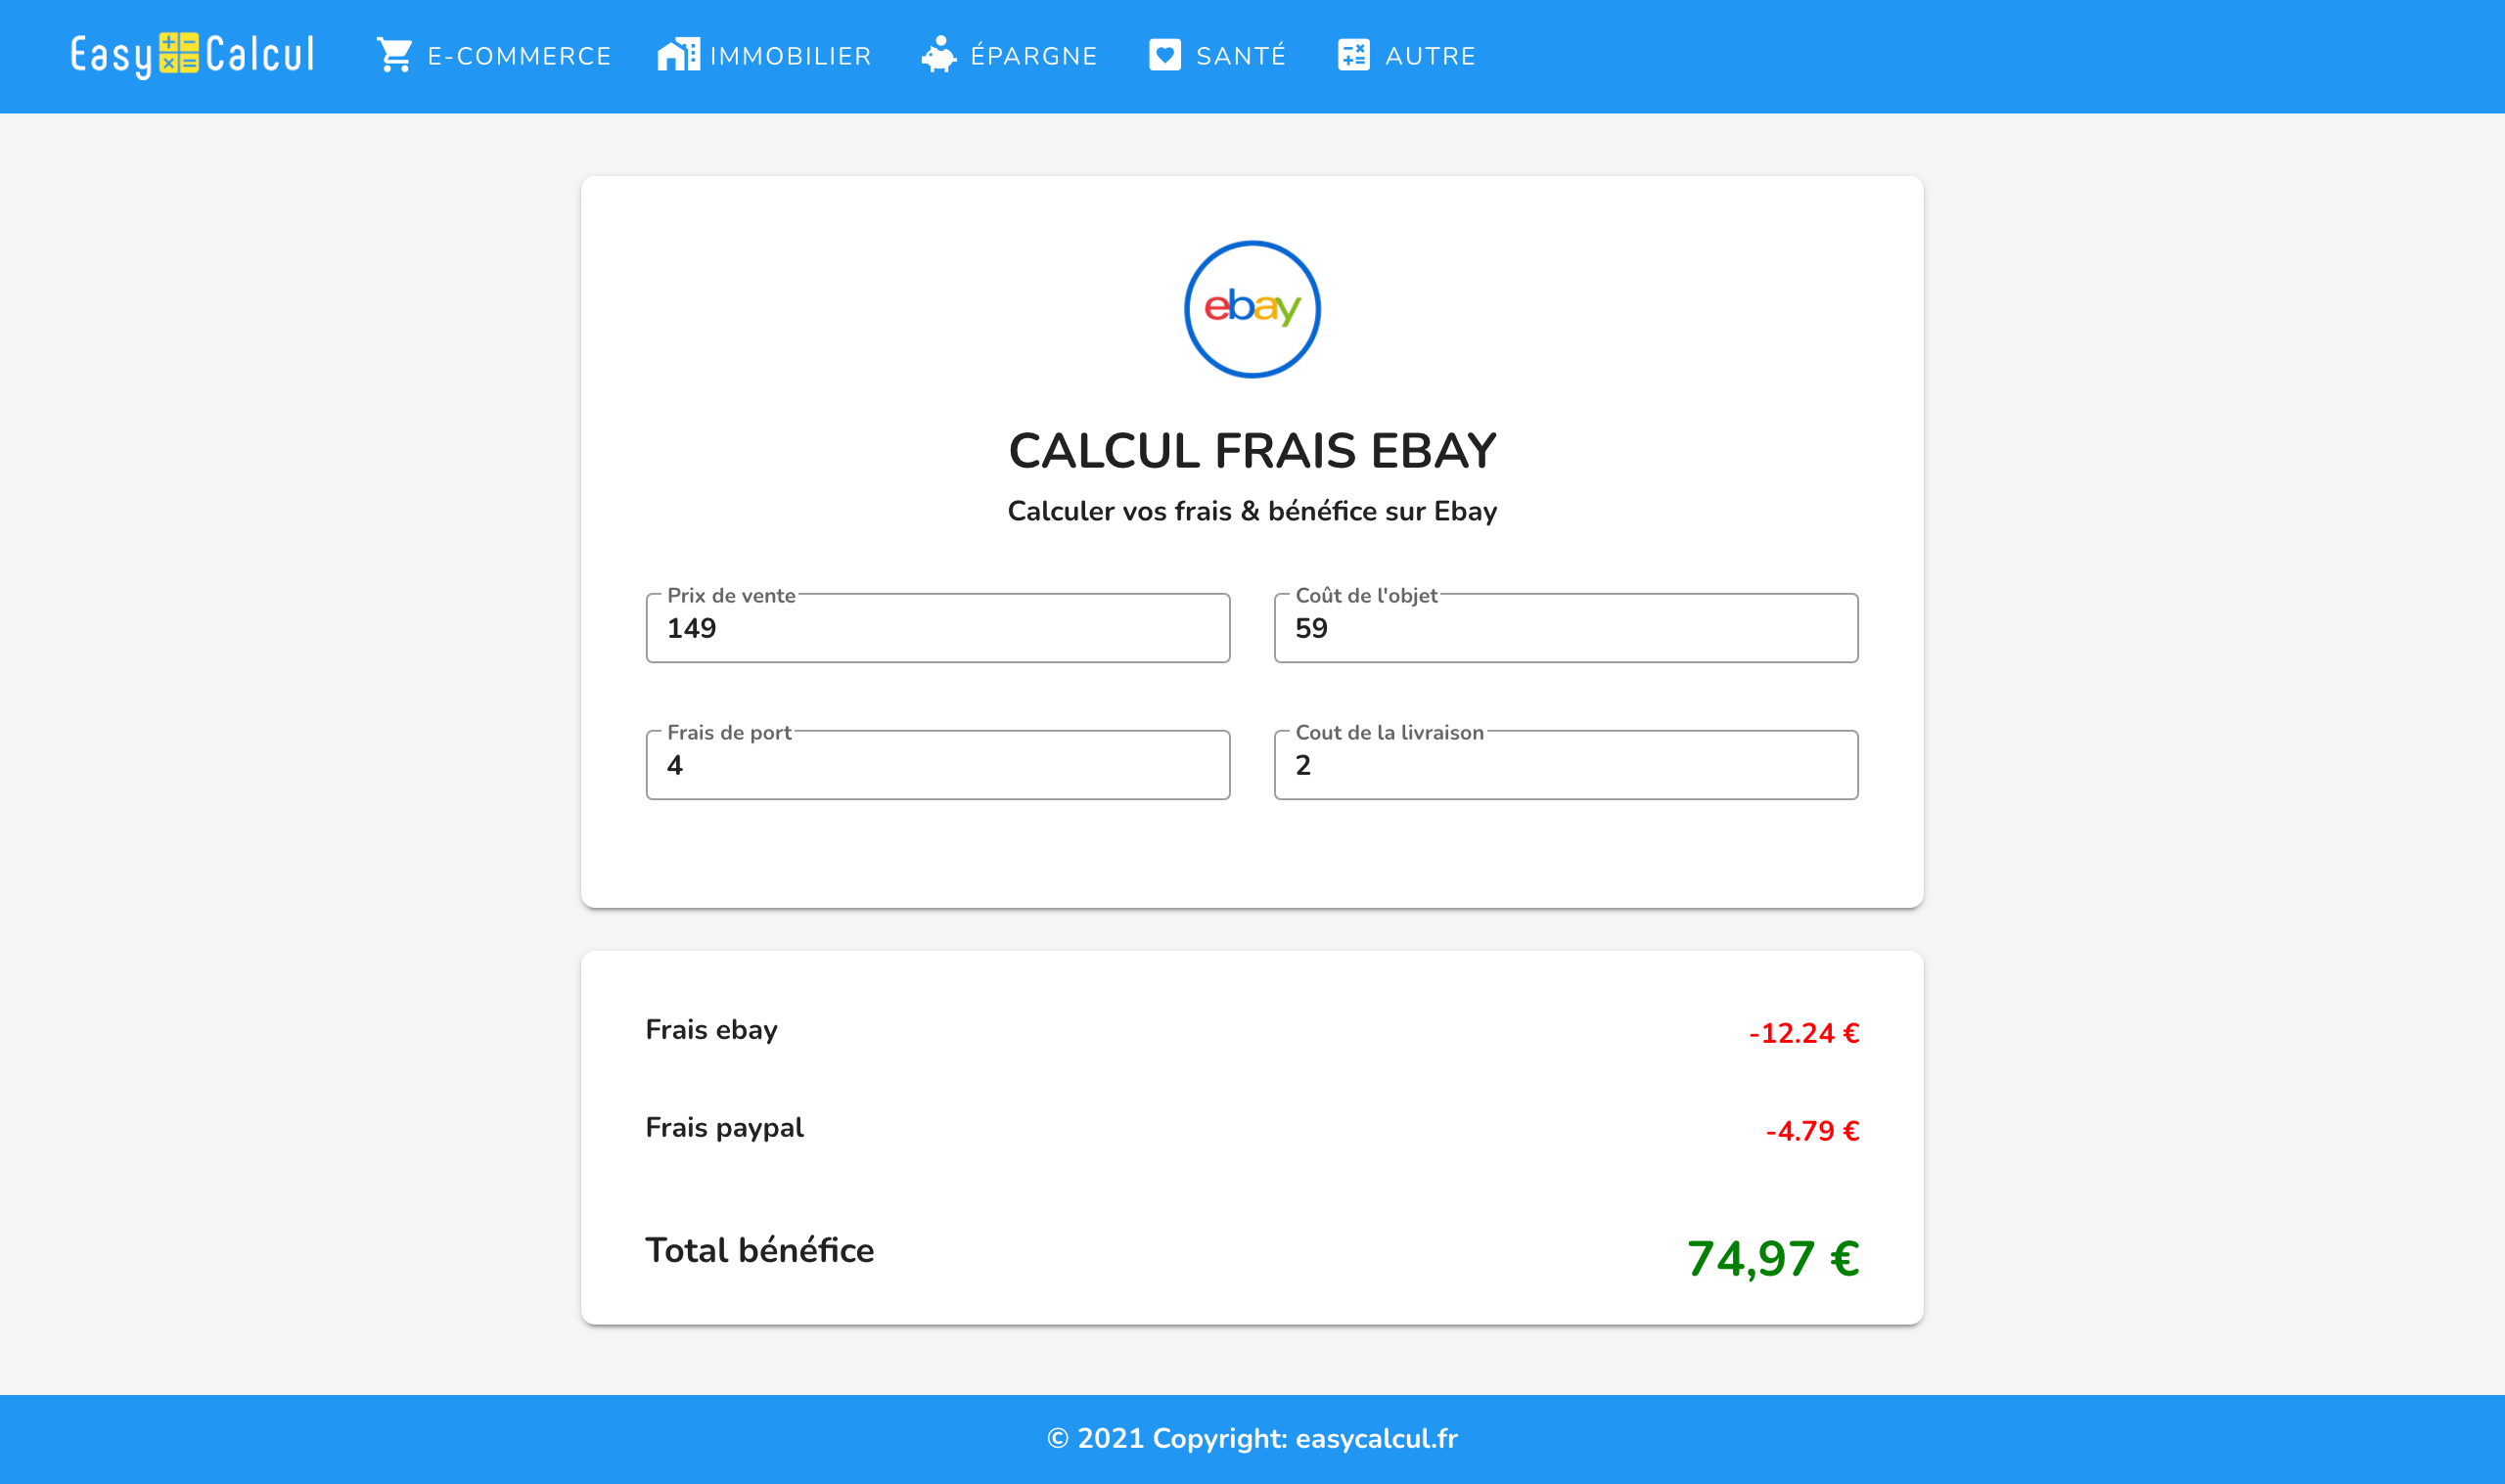 Easy Calcul E-COMMERCE IMMOBILIER ÉPARGNE SANTÉ AUTRE
ebay
CALCUL FRAIS EBAY
Calculer vos frais & bénéfice sur Ebay
Prix de vente
149
Coût de l'objet
59
Frais de port
4
Cout de la livraison
2
Frais ebay -12.24 €
Frais paypal -4.79 €
Total bénéfice 74,97 €
© 2021 Copyright: easycalcul.fr